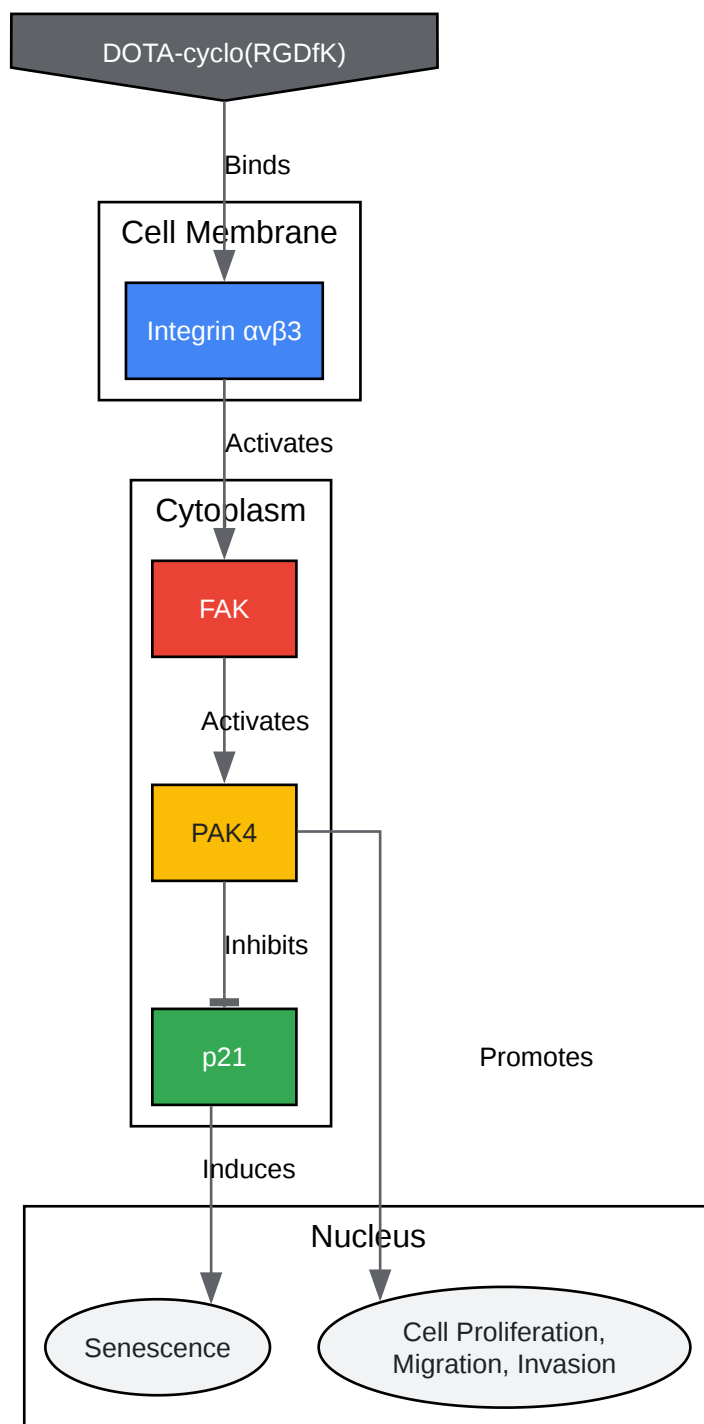 DOTA-cyclo(RGDfK)
Binds
Cell Membrane
Integrin αvβ3
Activates
Cytoplasm
FAK
Activates
PAK4
Inhibits
p21
Promotes
Induces
Nucleus
Senescence
Cell Proliferation,
Migration, Invasion